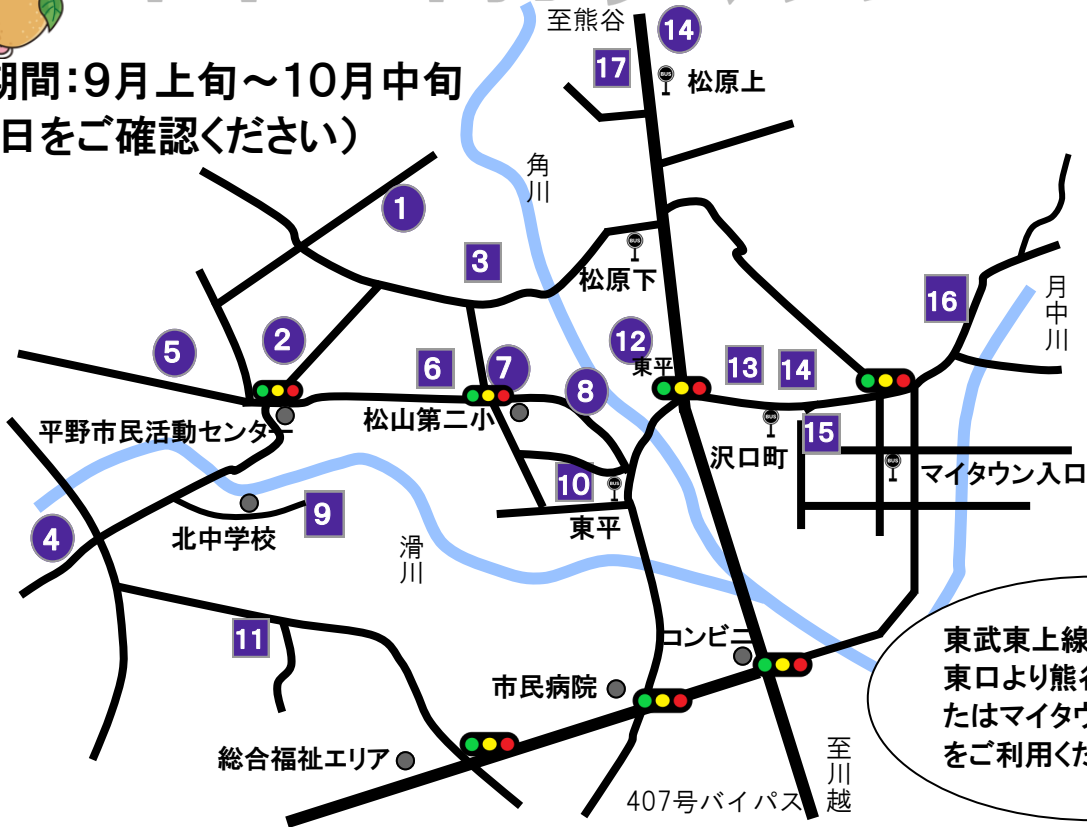 期間：9月上旬～10月中旬
日をご確認ください）
至熊谷
14
17
松原上
角川
1
3
松原下
16
月中川
5
2
12
東平
6
7
13
14
8
平野市民活動センター
松山第二小
沢口町
15
マイタウン入口
10
9
東平
4
北中学校
滑川
11
コンビニ
市民病院
総合福祉エリア
至川越
407号バイパス
東武東上線
東口より熊谷
たはマイタウ
をご利用くだ
BUS
BUS
BUS
BUS
BUS